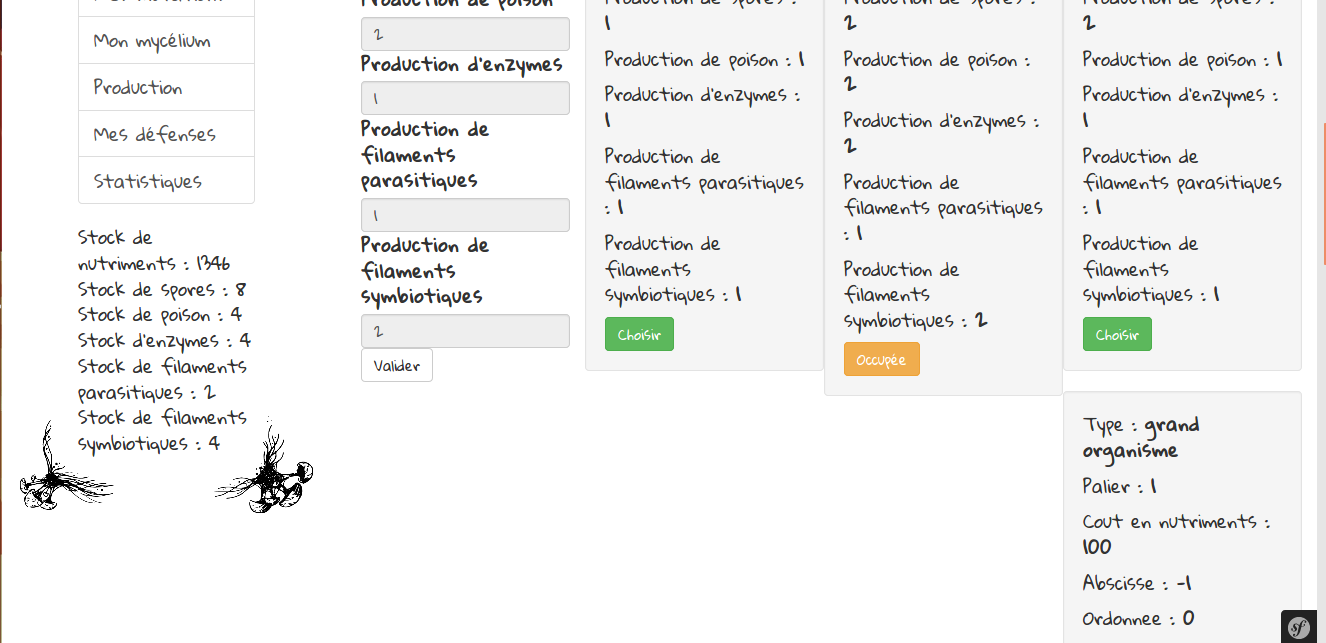 Mon mycélium
Production
Mes défenses
Statistiques
Stock de
nutriments : 1346
Stock de spores : 8
Stock de poison : 4
Stock d'enzymes : 4
Stock de filaments
parasitiques : 2
Stock de filaments
symbiotiques : 4
Production de poison
2
Production d'enzymes
1
Production de
filaments
parasitiques
1
Production de
filaments
symbiotiques
2
Valider
Production de spores :
1
Production de poison : 1
Production d'enzymes :
1
Production de
filaments parasitiques
: 1
Production de
filaments
symbiotiques : 1
Choisir
Production de spores :
2
Production de poison :
2
Production d'enzymes :
2
Production de
filaments parasitiques
: 1
Production de
filaments
symbiotiques : 2
Occupée
Production de spores :
2
Production de poison : 1
Production d'enzymes :
1
Production de
filaments parasitiques
: 1
Production de
filaments
symbiotiques : 1
Choisir
Type : grand
organisme
Palier : 1
Cout en nutriments :
100
Abscisse : -1
Ordonnee : 0
sf